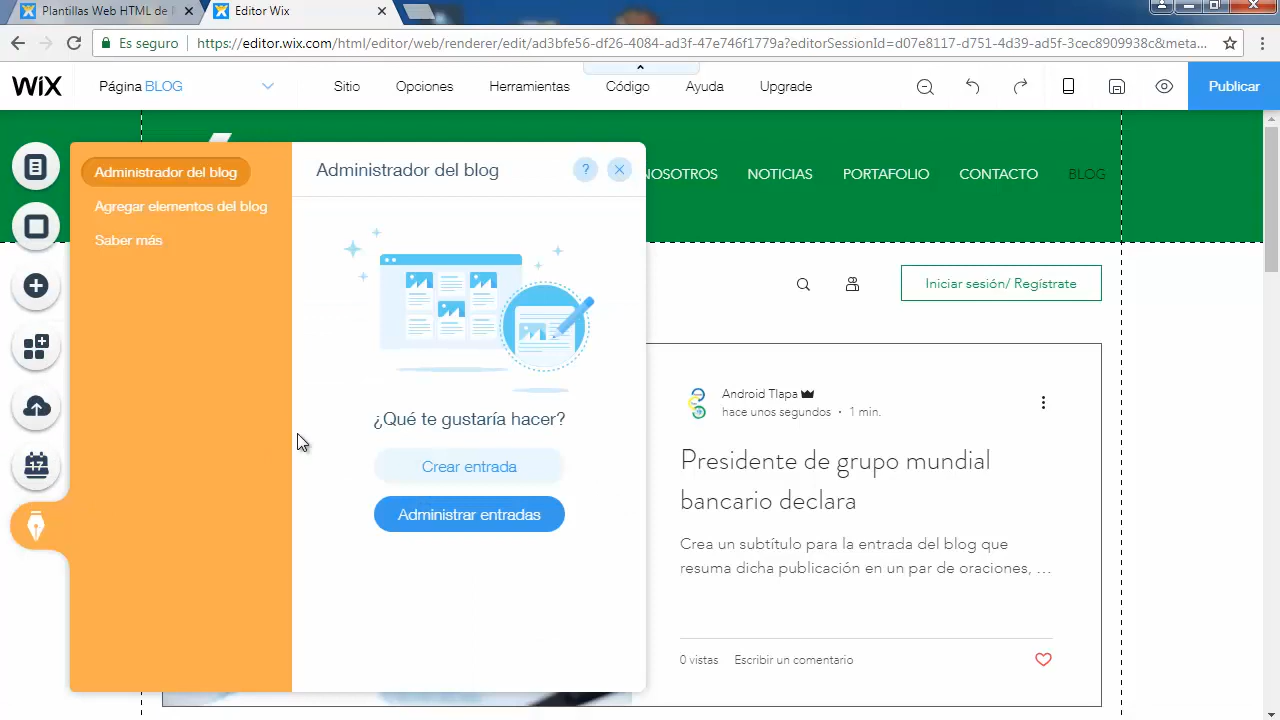 Plantillas Web HTML de
Editor Wix
Es seguro
https://editor.wix.com/html/editor/web/renderer/edit/ad3bfe56-df26-4084-ad3f-47e746f1779a?editorSessionId=d07e8117-d751-4d39-ad5f-3cec8909938c&meta...
WiX
Página BLOG
Sitio
Opciones
Herramientas
Código
Ayuda
Upgrade
Publicar
Administrador del blog
Agregar elementos del blog
Saber más
Administrador del blog
?
NOSOTROS
NOTICIAS
PORTAFOLIO
CONTACTO
BLOG
Iniciar sesión/ Regístrate
¿Qué te gustaría hacer?
Crear entrada
Administrar entradas
17
Android Tlapa
hace unos segundos · 1 min.
Presidente de grupo mundial
bancario declara
Crea un subtítulo para la entrada del blog que
resuma dicha publicación en un par de oraciones, ...
0 vistas
Escribir un comentario